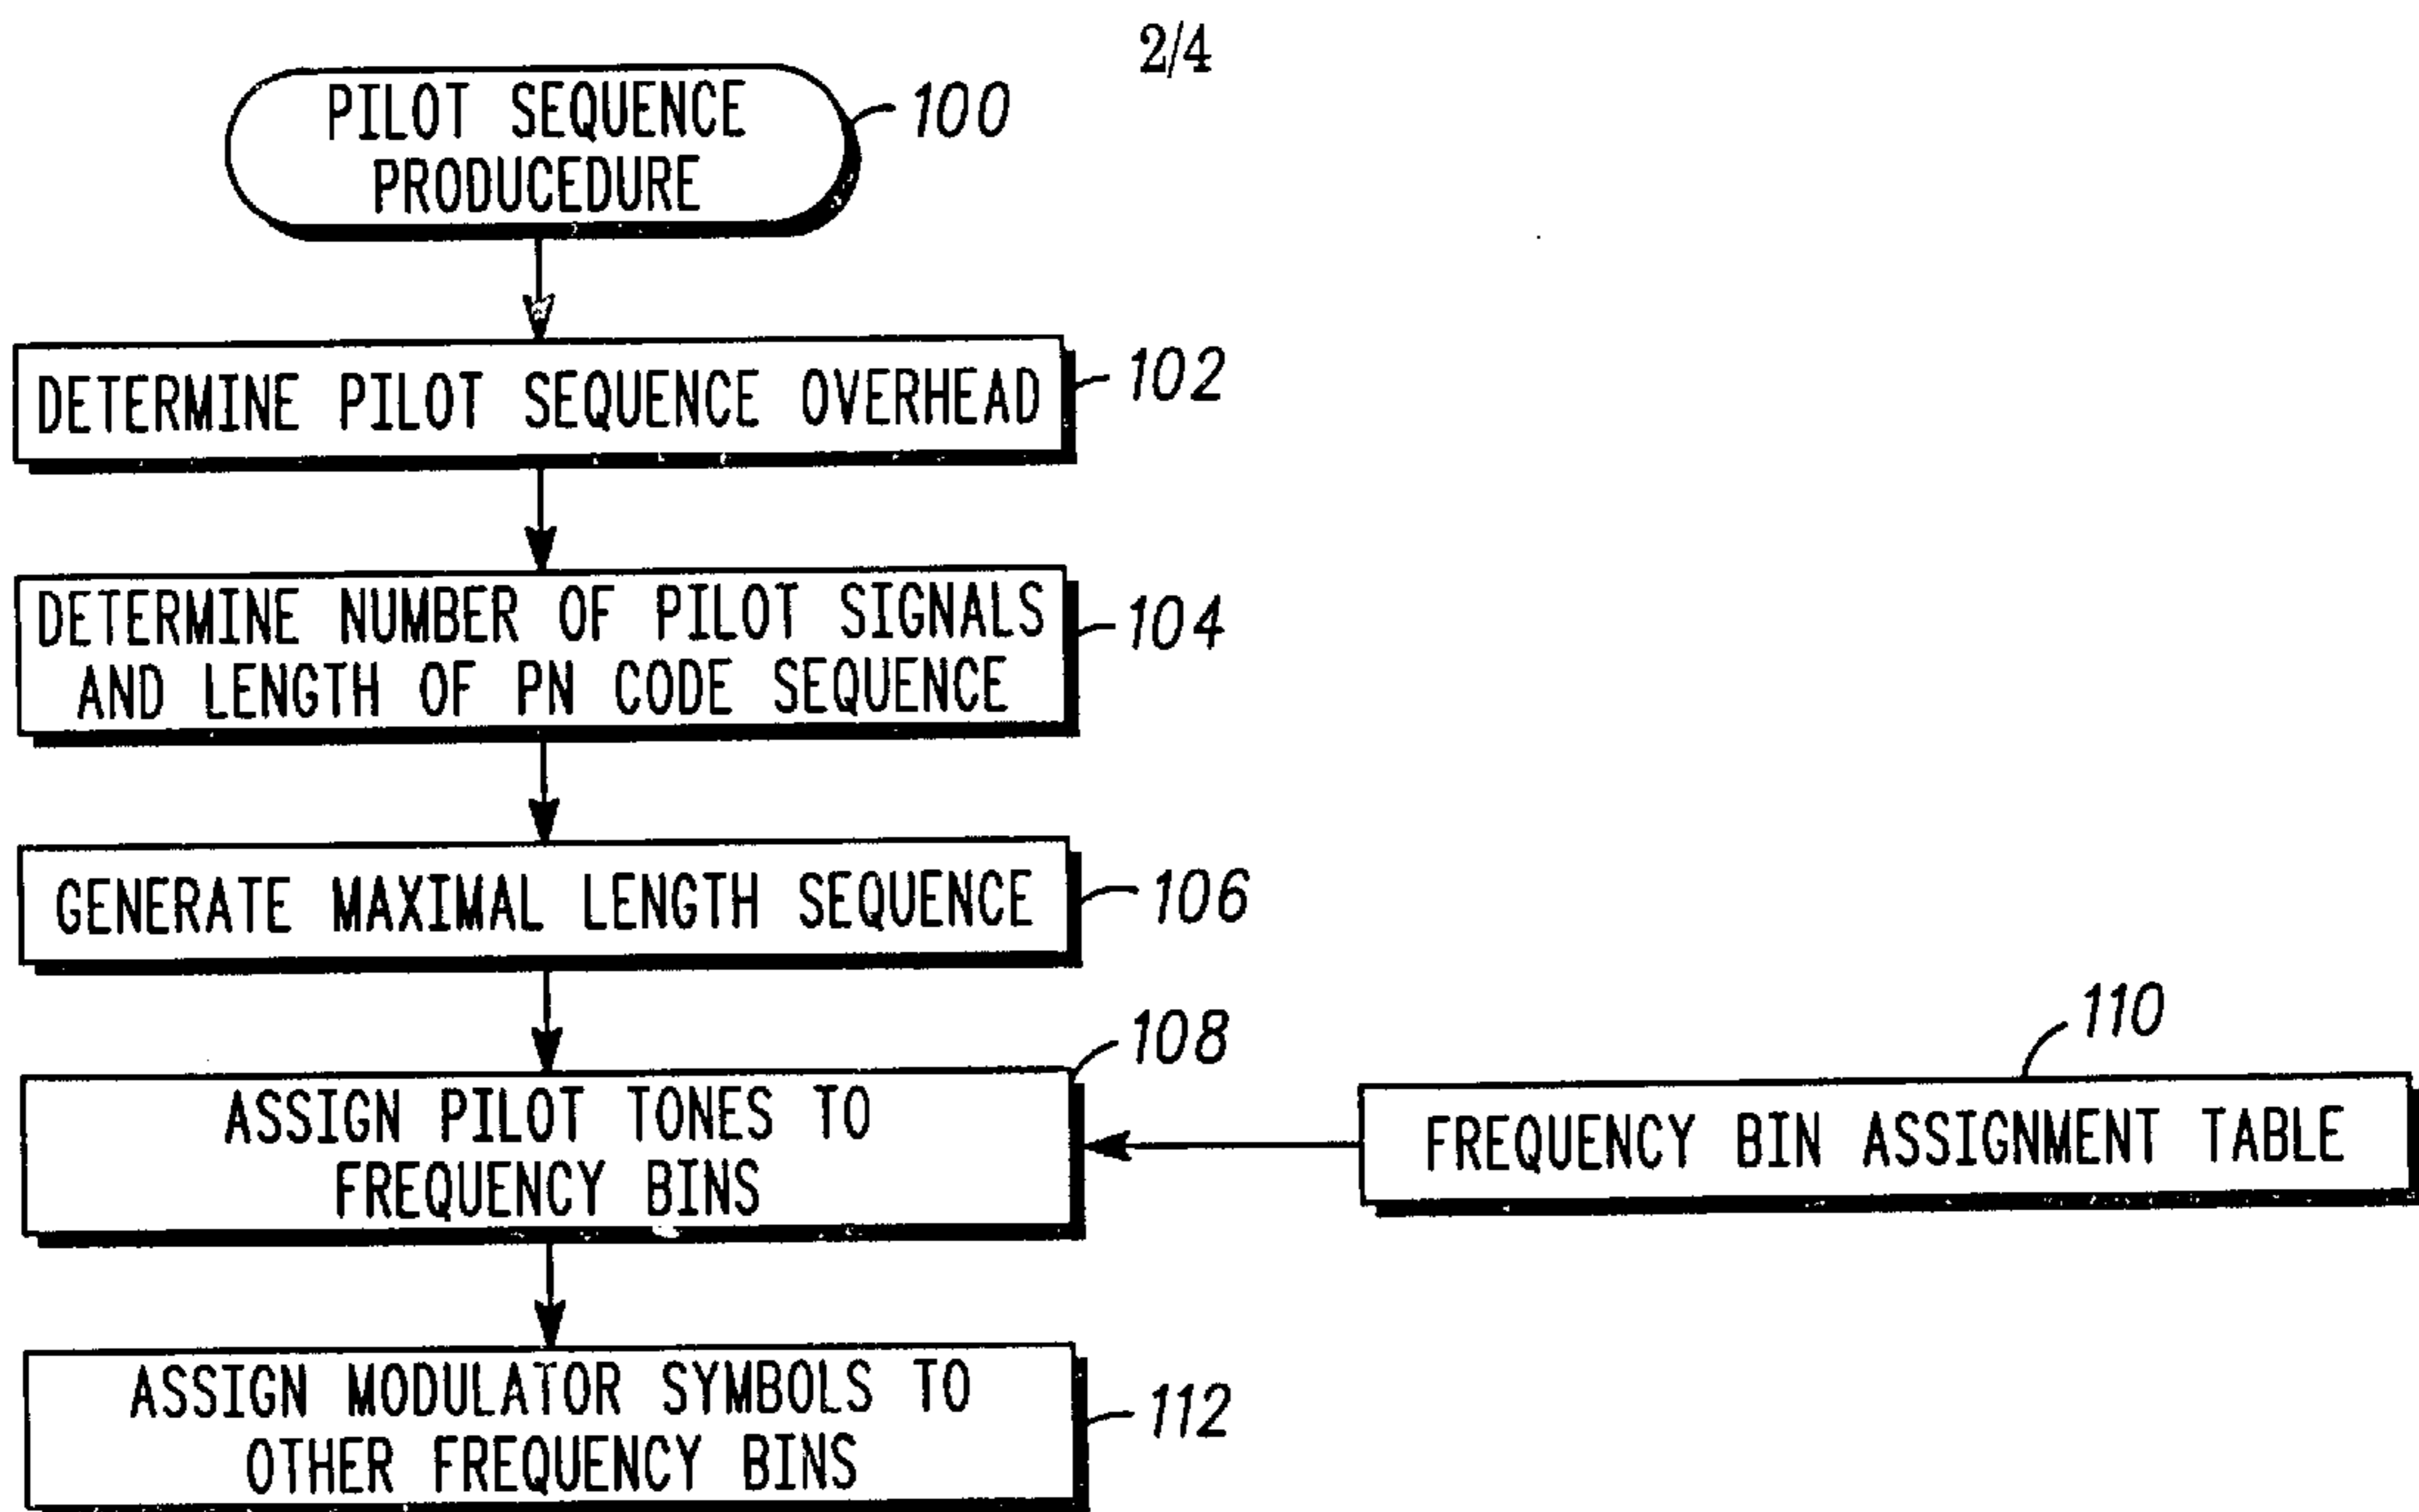 2/4
PILOT SEQUENCE
PRODUCEDURE
100
DETERMINE PILOT SEQUENCE OVERHEAD
102
DETERMINE NUMBER OF PILOT SIGNALS
AND LENGTH OF PN CODE SEQUENCE
104
GENERATE MAXIMAL LENGTH SEQUENCE
106
ASSIGN PILOT TONES TO
FREQUENCY BINS
108
FREQUENCY BIN ASSIGNMENT TABLE
110
ASSIGN MODULATOR SYMBOLS TO
OTHER FREQUENCY BINS
112